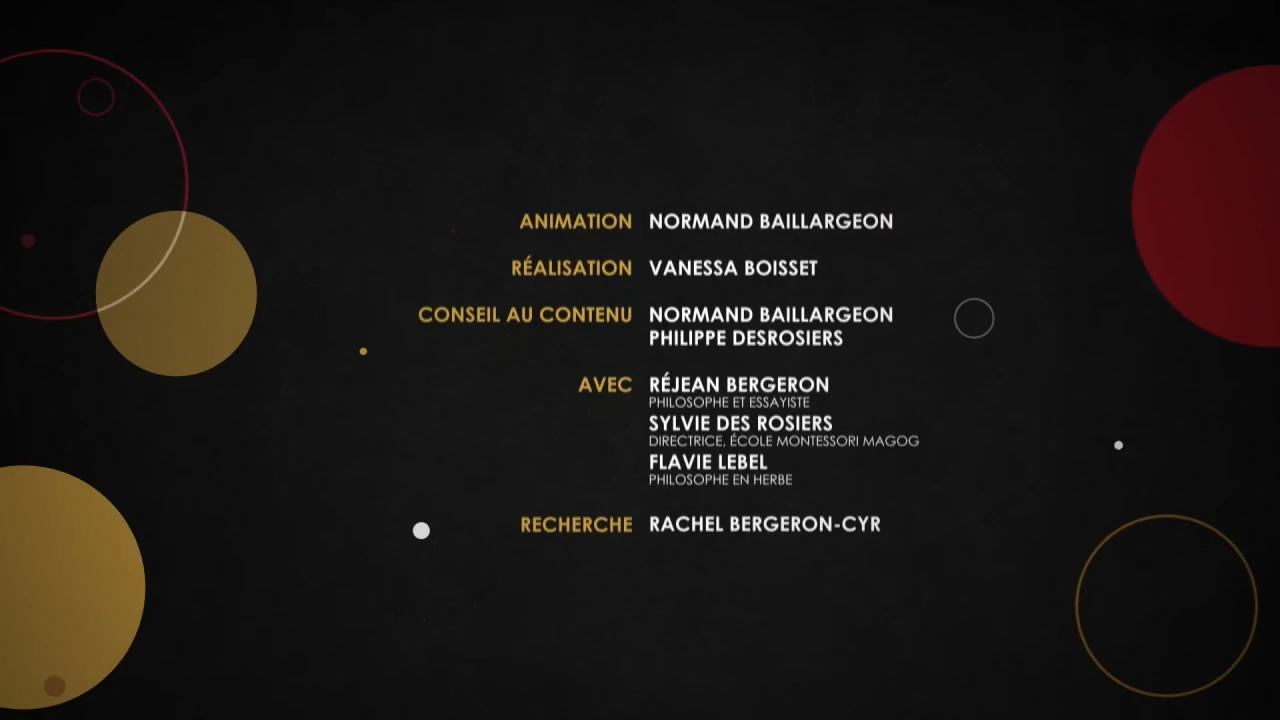 ANIMATION NORMAND BAILLARGEON
RÉALISATION VANESSA BOISSET
CONSEIL AU CONTENU NORMAND BAILLARGEON
PHILIPPE DESROSIERS
AVEC RÉJEAN BERGERON
PHILOSOPHE ET ESSAYISTE
SYLVIE DES ROSIERS
DIRECTRICE, ÉCOLE MONTESSORI MAGOG
FLAVIE LEBEL
PHILOSOPHE EN HERBE
RECHERCHE RACHEL BERGERON-CYR